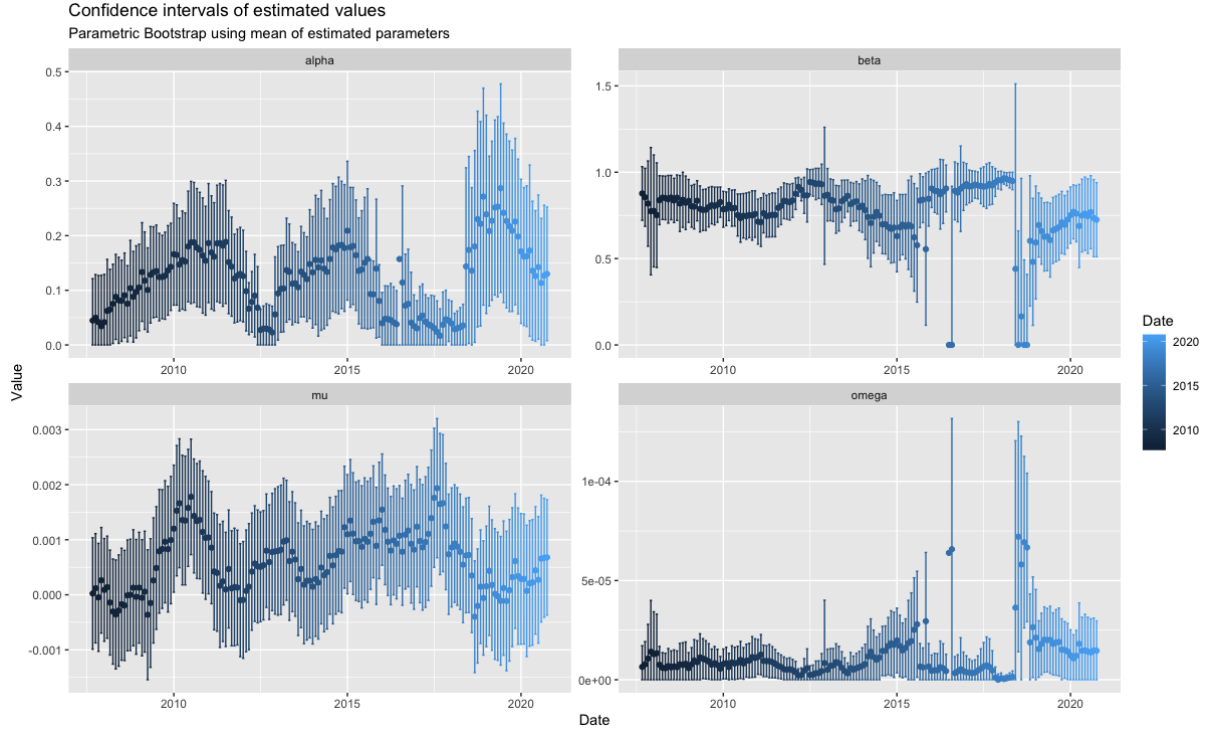 Confidence intervals of estimated values
Parametric Bootstrap using mean of estimated parameters
alpha
0.5
0.4
0.3
0.2
0.1
0.0
2010
2015
2020
beta
1.5
1.0
0.5
0.0
2010
2015
2020
Value
mu
0.003
0.002
0.001
0.000
-0.001
2010
2015
2020
omega
1e-04
5e-05
0e+00
2010
2015
2020
Date
Date
2020
2015
2010